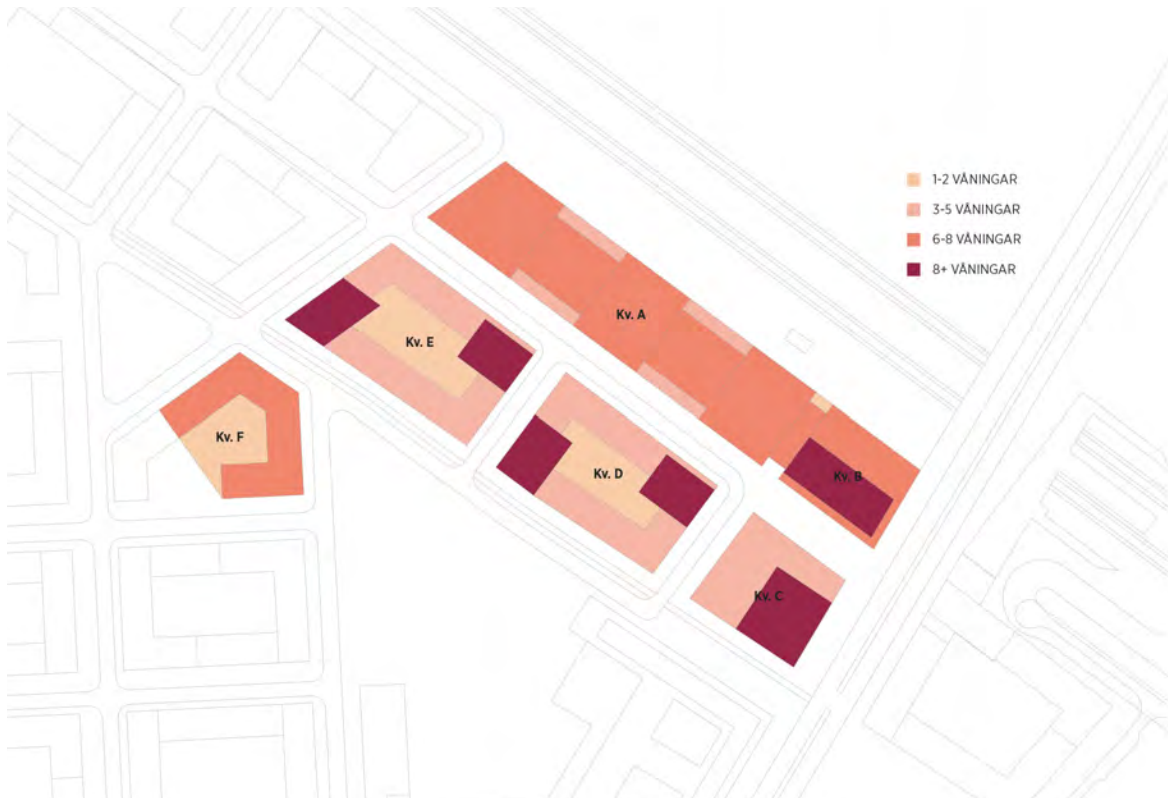 1-2 VÅNINGAR
3-5 VÅNINGAR
6-8 VÅNINGAR
8+ VÅNINGAR
Kv. A
Kv. E
Kv. F
Kv. D
Kv. B
Kv. C